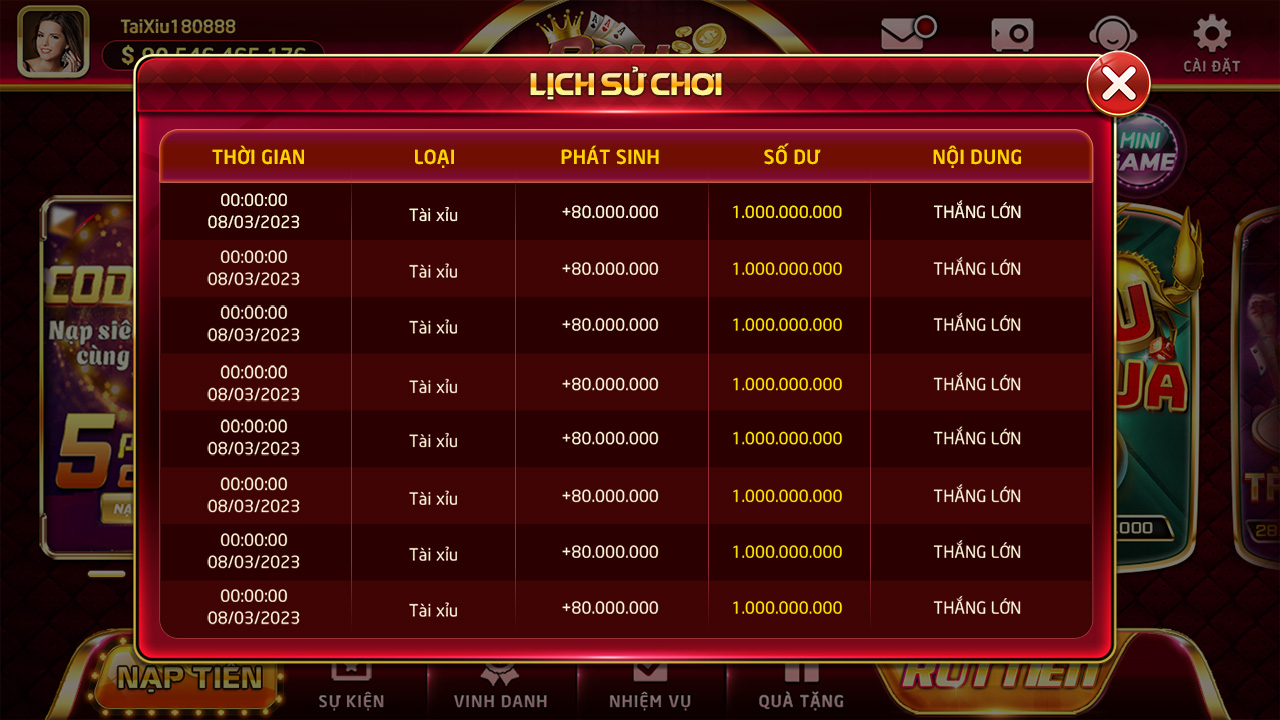 TaiXiu180888
CÀI ĐẶT
LỊCH SỬ CHƠI
THỜI GIAN LOẠI PHÁT SINH SỐ DƯ NỘI DUNG
00:00:00
08/03/2023 Tài xỉu +80.000.000 1.000.000.000 THẮNG LỚN
00:00:00
08/03/2023 Tài xỉu +80.000.000 1.000.000.000 THẮNG LỚN
00:00:00
08/03/2023 Tài xỉu +80.000.000 1.000.000.000 THẮNG LỚN
00:00:00
08/03/2023 Tài xỉu +80.000.000 1.000.000.000 THẮNG LỚN
00:00:00
08/03/2023 Tài xỉu +80.000.000 1.000.000.000 THẮNG LỚN
00:00:00
08/03/2023 Tài xỉu +80.000.000 1.000.000.000 THẮNG LỚN
00:00:00
08/03/2023 Tài xỉu +80.000.000 1.000.000.000 THẮNG LỚN
00:00:00
08/03/2023 Tài xỉu +80.000.000 1.000.000.000 THẮNG LỚN
MINI
GAME
COD
Nạp siê
cùng
5
NẠP TIỀN
SỰ KIỆN
VINH DANH
NHIỆM VỤ
QUÀ TẶNG
RÚT TIỀN